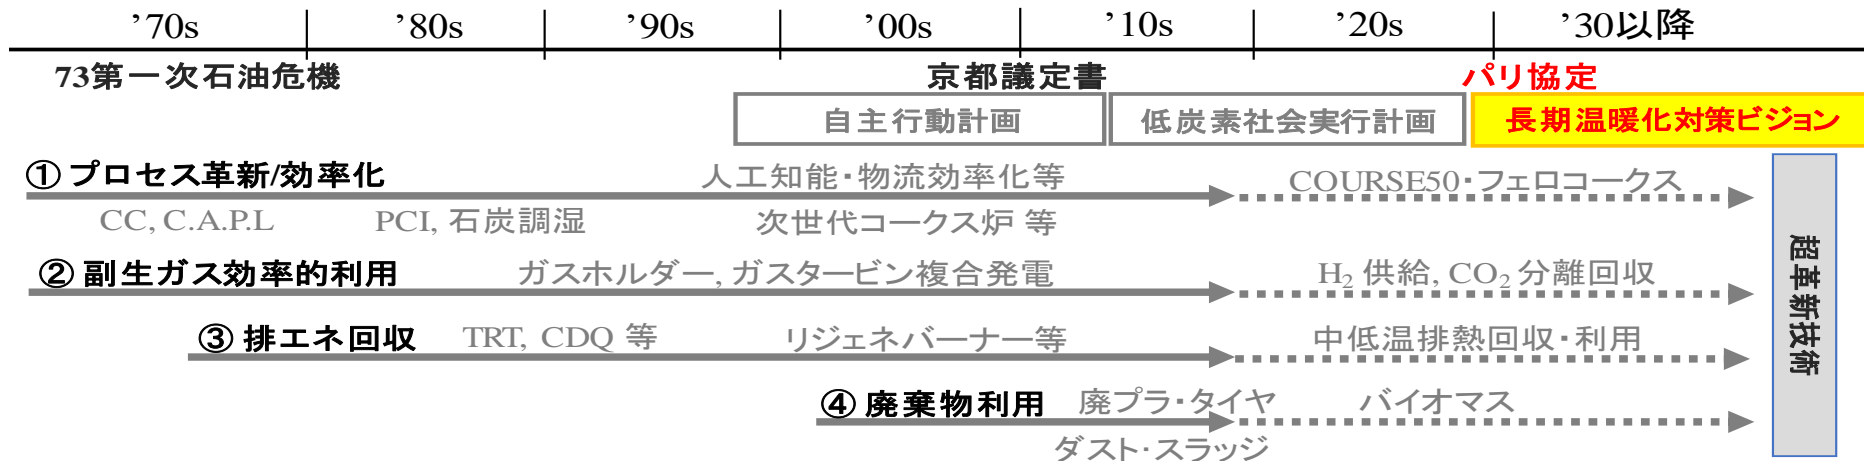 ’70s ’80s ’90s ’00s ’10s ’20s ’30以降
73第一次石油危機 京都議定書 パリ協定
自主行動計画 低炭素社会実行計画 長期温暖化対策ビジョン
① プロセス革新/効率化 人工知能・物流効率化等 COURSE50・フェロコークス
CC, C.A.P.L PCI, 石炭調湿 次世代コークス炉 等
② 副生ガス効率的利用 ガスホルダー, ガスタービン複合発電 H₂ 供給, CO₂ 分離回収
③ 排エネ回収 TRT, CDQ 等 リジェネバーナー等 中低温排熱回収・利用
④ 廃棄物利用 廃プラ・タイヤ バイオマス
ダスト・スラッジ
超革新技術